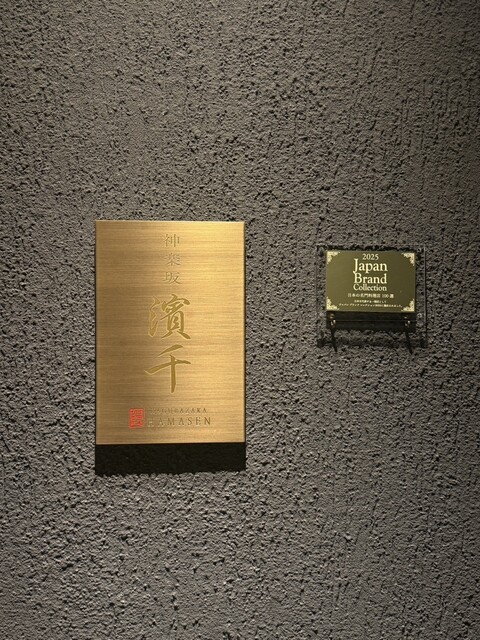 神楽坂
濱千
KAGURAZAKA
HAMASEN
2025
Japan
Brand
Collection
日本の名門料理店100選